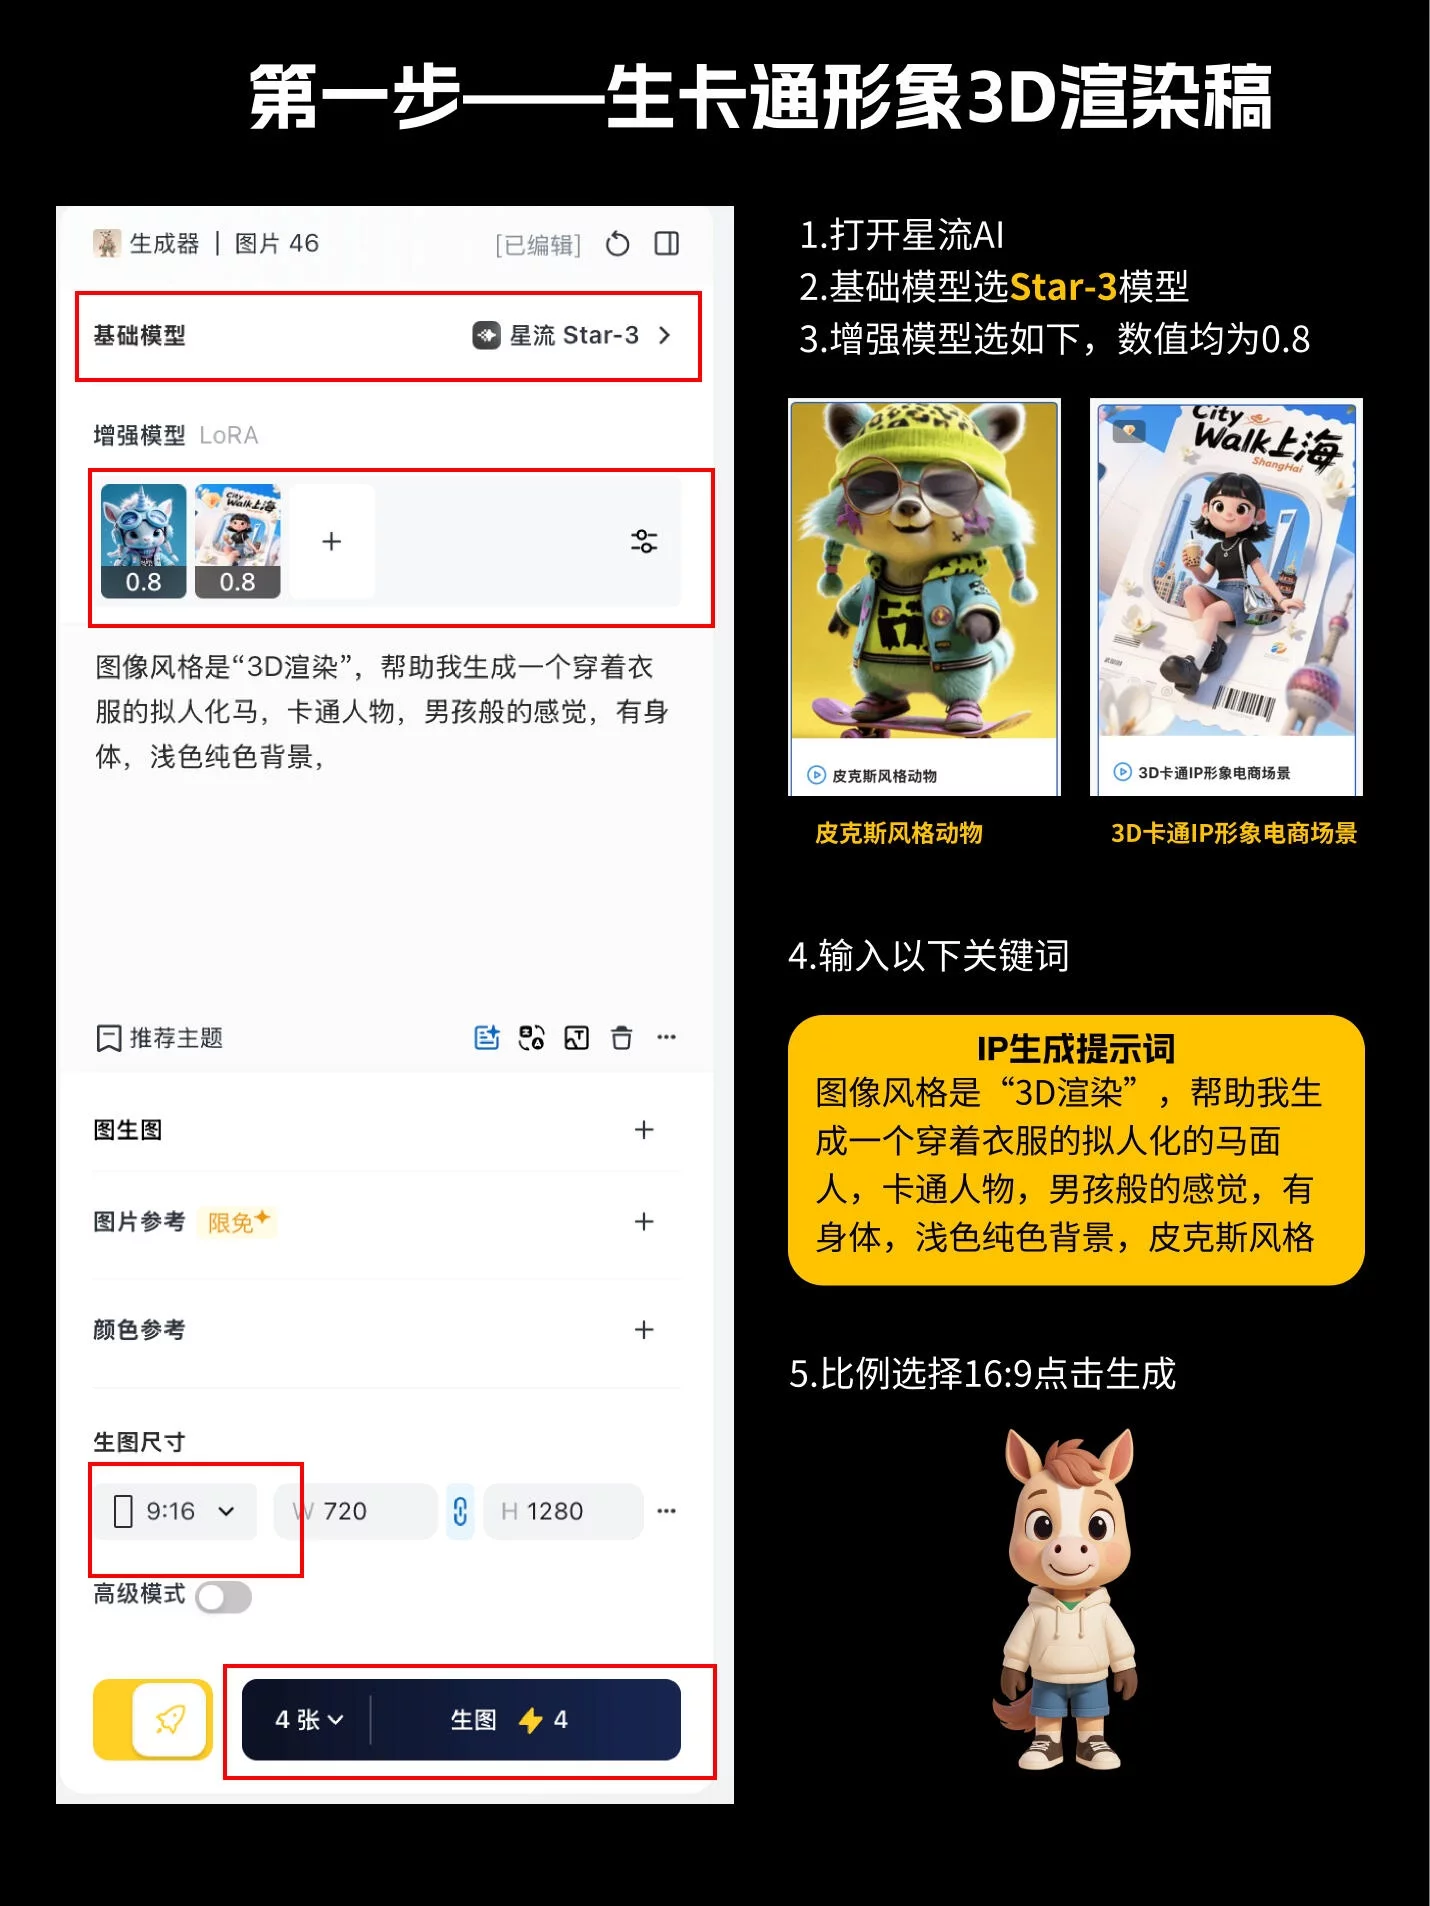 第一步——生卡通形象3D渲染稿
生成器 | 图片 46 [已编辑]
基础模型 星流 Star-3
增强模型 LoRA
City Walk上海
0.8 0.8
图像风格是“3D渲染”，帮助我生成一个穿着衣
服的拟人化马，卡通人物，男孩般的感觉，有身
体，浅色纯色背景，
推荐主题
图生图
图片参考 限免
颜色参考
生图尺寸
9:16 W 720 H 1280
高级模式
4 张 生图 4
1.打开星流AI
2.基础模型选Star-3模型
3.增强模型选如下，数值均为0.8
City
Walk上海
ShangHai
皮克斯风格动物
3D卡通IP形象电商场景
皮克斯风格动物
3D卡通IP形象电商场景
4.输入以下关键词
IP生成提示词
图像风格是“3D渲染”，帮助我生
成一个穿着衣服的拟人化的马面
人，卡通人物，男孩般的感觉，有
身体，浅色纯色背景，皮克斯风格
5.比例选择16:9点击生成